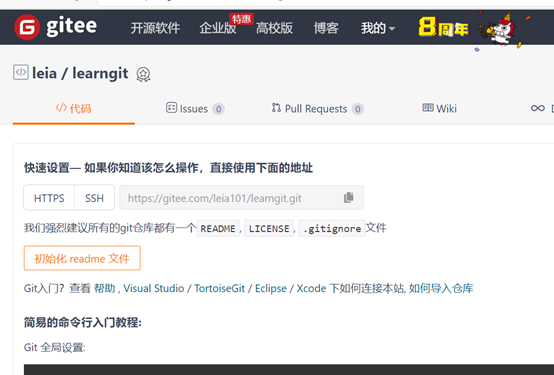 gitee 开源软件 企业版 特惠 高校版 博客 我的 8周年
leia / learngit
代码 Issues 0 Pull Requests 0 Wiki
快速设置— 如果你知道该怎么操作，直接使用下面的地址
HTTPS SSH https://gitee.com/leia101/learngit.git
我们强烈建议所有的git仓库都有一个 README , LICENSE , .gitignore 文件
初始化 readme 文件
Git入门？查看 帮助 , Visual Studio / TortoiseGit / Eclipse / Xcode 下如何连接本站, 如何导入仓库
简易的命令行入门教程:
Git 全局设置: